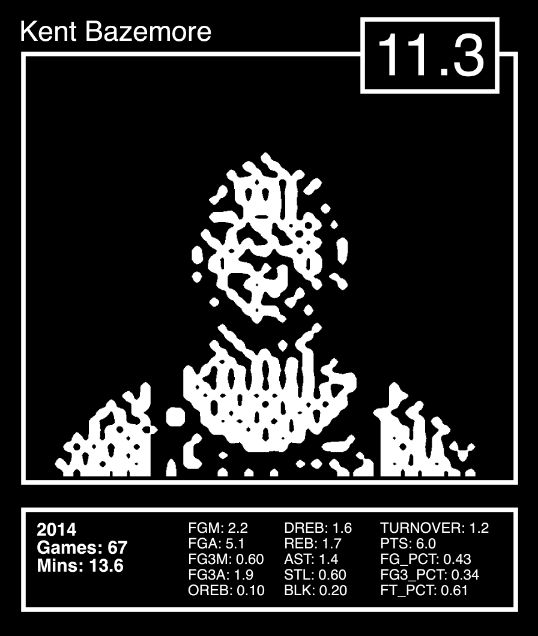 Kent Bazemore
11.3
2014
Games: 67
Mins: 13.6
FGM: 2.2
FGA: 5.1
FG3M: 0.60
FG3A: 1.9
OREB: 0.10
DREB: 1.6
REB: 1.7
AST: 1.4
STL: 0.60
BLK: 0.20
TURNOVER: 1.2
PTS: 6.0
FG_PCT: 0.43
FG3_PCT: 0.34
FT_PCT: 0.61